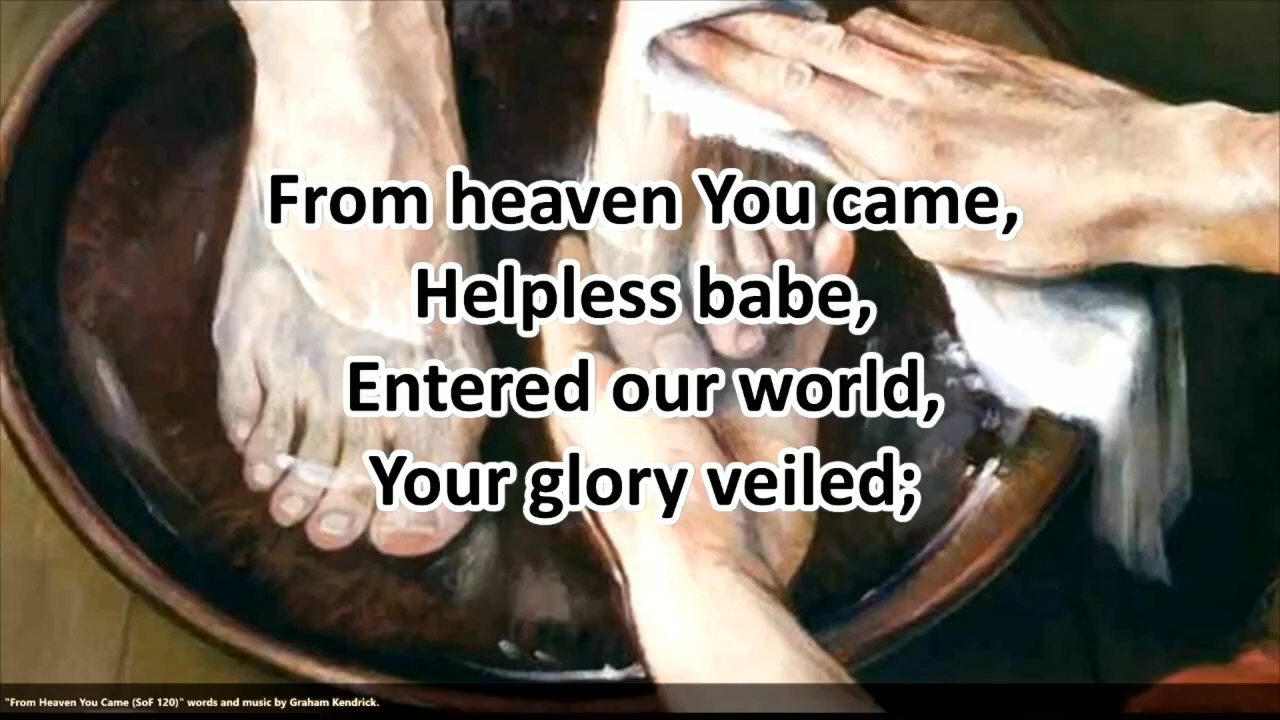 From heaven You came,
Helpless babe,
Entered our world,
Your glory veiled;
"From Heaven You Came (SoF 120)" words and music by Graham Kendrick.